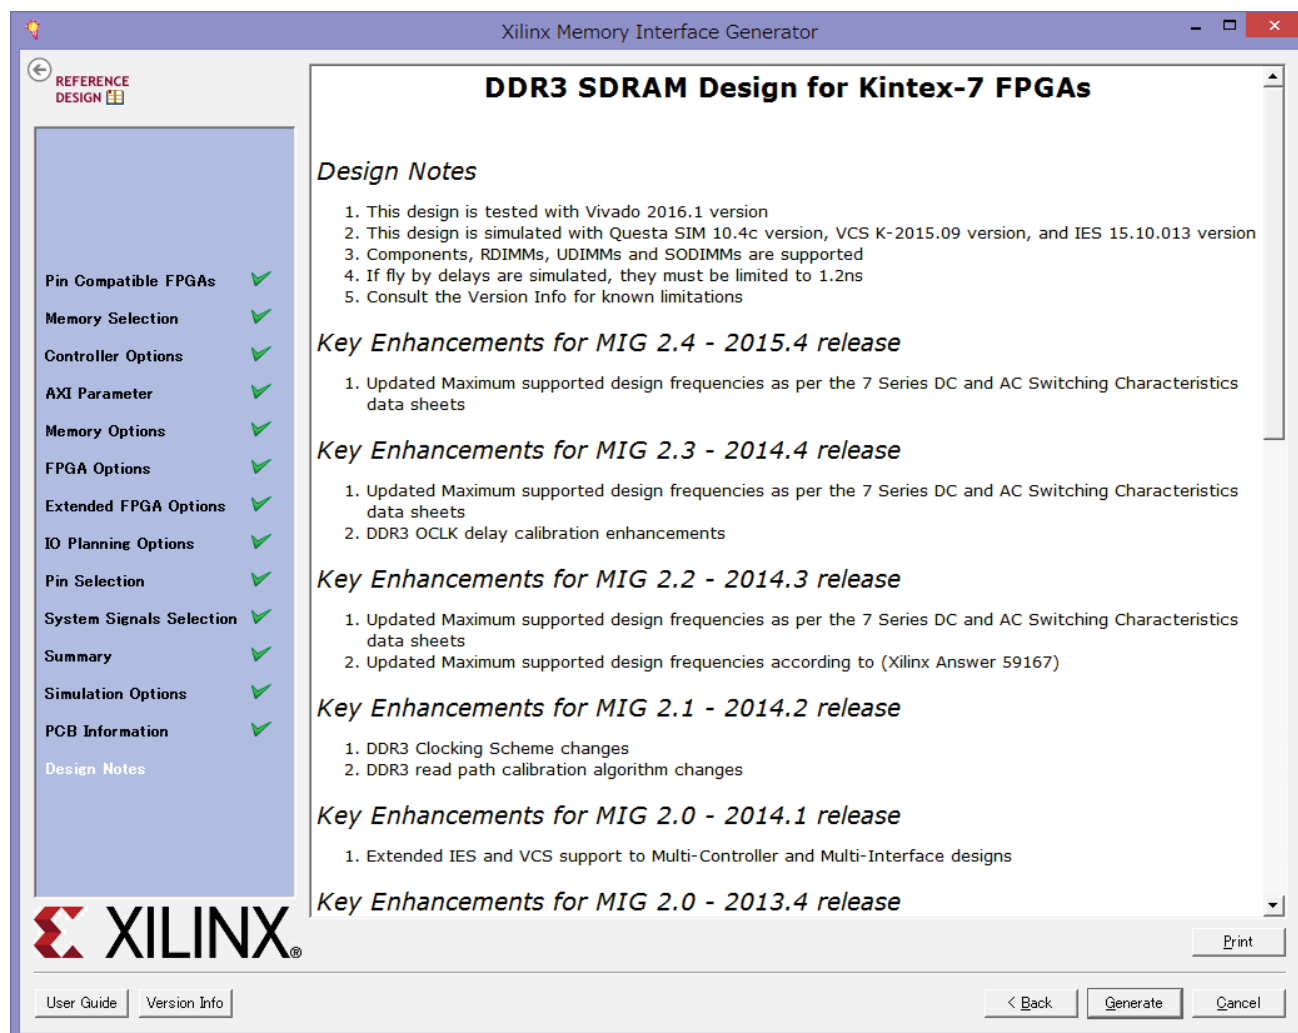 Xilinx Memory Interface Generator
REFERENCE
DESIGN
Pin Compatible FPGAs
Memory Selection
Controller Options
AXI Parameter
Memory Options
FPGA Options
Extended FPGA Options
IO Planning Options
Pin Selection
System Signals Selection
Summary
Simulation Options
PCB Information
Design Notes
XILINX®
DDR3 SDRAM Design for Kintex-7 FPGAs
Design Notes
1. This design is tested with Vivado 2016.1 version
2. This design is simulated with Questa SIM 10.4c version, VCS K-2015.09 version, and IES 15.10.013 version
3. Components, RDIMMs, UDIMMs and SODIMMs are supported
4. If fly by delays are simulated, they must be limited to 1.2ns
5. Consult the Version Info for known limitations
Key Enhancements for MIG 2.4 - 2015.4 release
1. Updated Maximum supported design frequencies as per the 7 Series DC and AC Switching Characteristics
data sheets
Key Enhancements for MIG 2.3 - 2014.4 release
1. Updated Maximum supported design frequencies as per the 7 Series DC and AC Switching Characteristics
data sheets
2. DDR3 OCLK delay calibration enhancements
Key Enhancements for MIG 2.2 - 2014.3 release
1. Updated Maximum supported design frequencies as per the 7 Series DC and AC Switching Characteristics
data sheets
2. Updated Maximum supported design frequencies according to (Xilinx Answer 59167)
Key Enhancements for MIG 2.1 - 2014.2 release
1. DDR3 Clocking Scheme changes
2. DDR3 read path calibration algorithm changes
Key Enhancements for MIG 2.0 - 2014.1 release
1. Extended IES and VCS support to Multi-Controller and Multi-Interface designs
Key Enhancements for MIG 2.0 - 2013.4 release
Print
User Guide
Version Info
< Back
Generate
Cancel